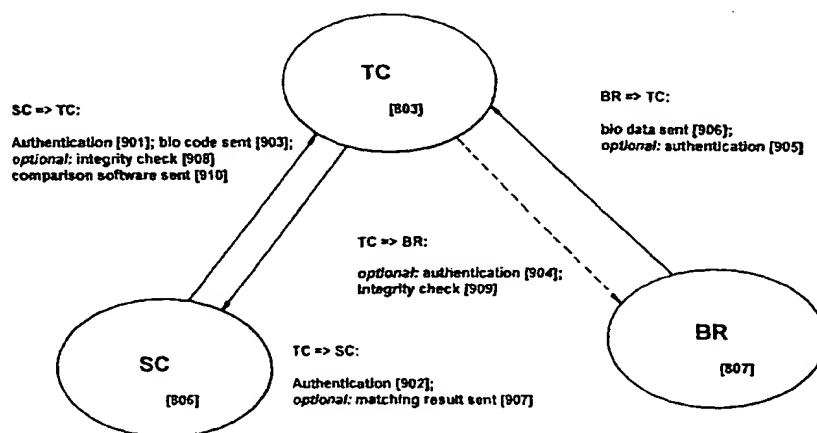 TC
[803]
SC => TC:
Authentication [901]; bio code sent [903];
optional: integrity check [908]
comparison software sent [910]
BR => TC:
bio data sent [906];
optional: authentication [905]
TC => BR:
optional: authentication [904];
integrity check [909]
SC
[806]
TC => SC:
Authentication [902];
optional: matching result sent [907]
BR
[807]